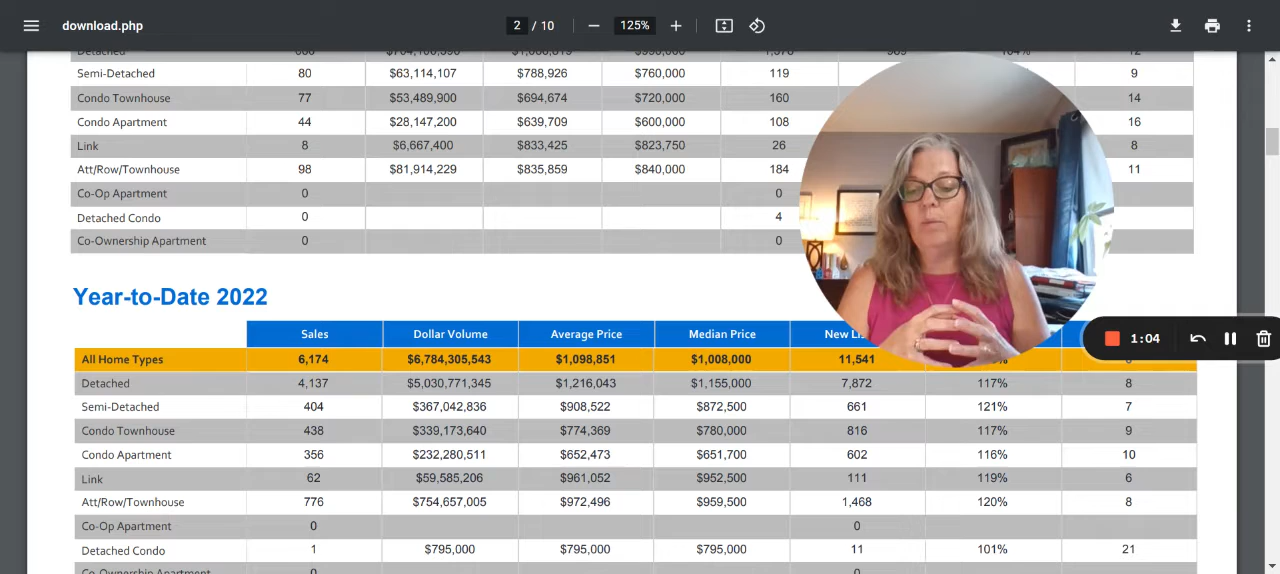 download.php 2 / 10 125%
Detached
Semi-Detached 80 $63,114,107 $788,926 $760,000 119 9
Condo Townhouse 77 $53,489,900 $694,674 $720,000 160 14
Condo Apartment 44 $28,147,200 $639,709 $600,000 108 16
Link 8 $6,667,400 $833,425 $823,750 26 8
Att/Row/Townhouse 98 $81,914,229 $835,859 $840,000 184 11
Co-Op Apartment 0 0
Detached Condo 0 4
Co-Ownership Apartment 0 0
Year-to-Date 2022
Sales Dollar Volume Average Price Median Price New
All Home Types 6,174 $6,784,305,543 $1,098,851 $1,008,000 11,541
Detached 4,137 $5,030,771,345 $1,216,043 $1,155,000 7,872 117% 8
Semi-Detached 404 $367,042,836 $908,522 $872,500 661 121% 7
Condo Townhouse 438 $339,173,640 $774,369 $780,000 816 117% 9
Condo Apartment 356 $232,280,511 $652,473 $651,700 602 116% 10
Link 62 $59,585,206 $961,052 $952,500 111 119% 6
Att/Row/Townhouse 776 $754,657,005 $972,496 $959,500 1,468 120% 8
Co-Op Apartment 0 0
Detached Condo 1 $795,000 $795,000 $795,000 11 101% 21
Co-Ownership Apartment 0 0
1:04